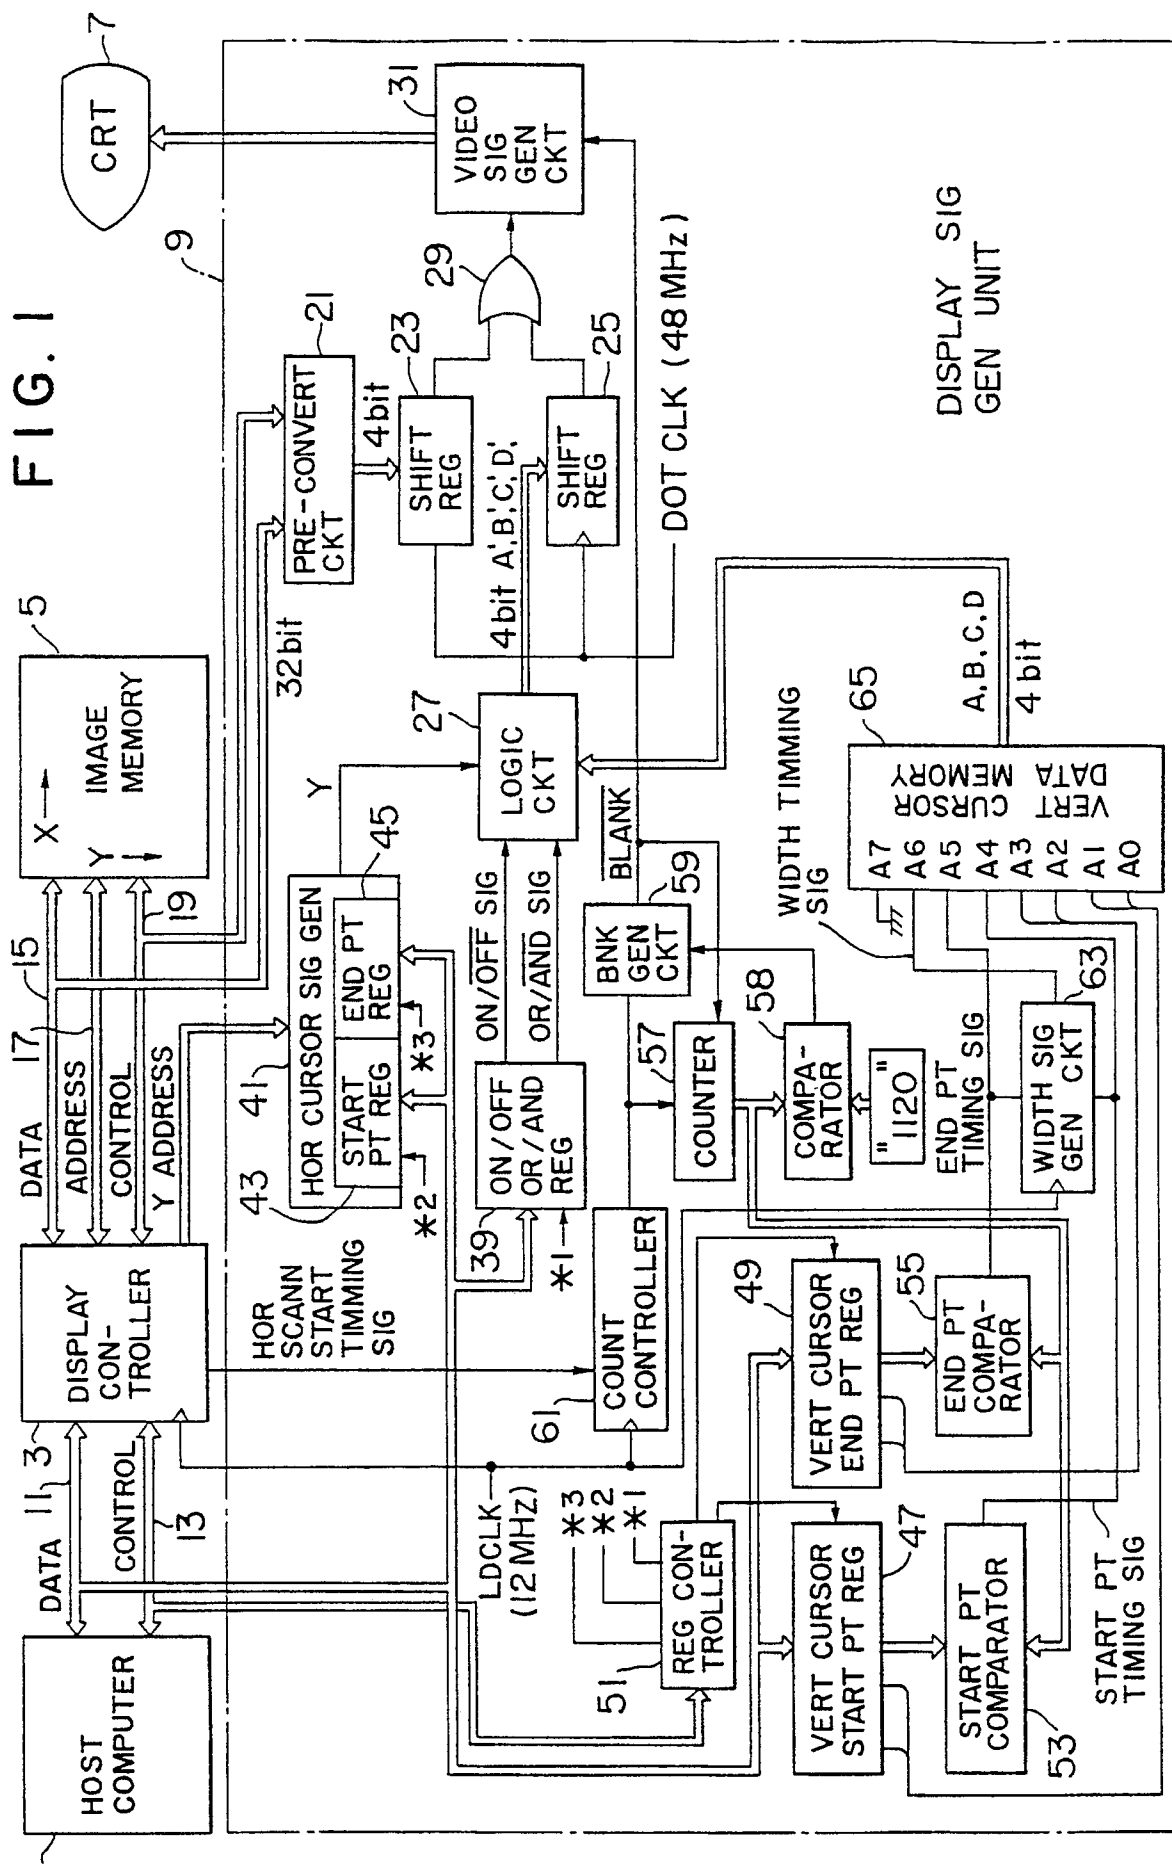 FIG. 1
HOST
COMPUTER
DATA
11
CONTROL
13
3
DISPLAY
CON-
TROLLER
DATA
15
17
ADDRESS
CONTROL
19
Y ADDRESS
X
Y
IMAGE
MEMORY
5
CRT
7
9
32bit
PRE-CONVERT
CKT
21
4bit
SHIFT
REG
23
4bit A',B',C',D'
SHIFT
REG
25
29
VIDEO
SIG
GEN
CKT
31
DOT CLK (48MHz)
HOR SCANN
START
TIMMING
SIG
41
HOR CURSOR SIG GEN
43
START
PT REG
END PT
REG
45
*2
*3
Y
39
ON/OFF
OR/AND
REG
*1
ON/OFF SIG
OR/AND SIG
LOGIC
CKT
27
BLANK
LDCLK
(12MHz)
61
COUNT
CONTROLLER
57
COUNTER
BNK
GEN
CKT
59
COMPA-
RATOR
58
"1120"
*3
*2
*1
51
REG CON-
TROLLER
VERT CURSOR
START PT REG
47
VERT CURSOR
END PT REG
49
START PT
COMPARATOR
53
END PT
COMPA-
RATOR
55
END PT
TIMING SIG
START PT
TIMING SIG
WIDTH SIG
GEN CKT
63
WIDTH TIMMING
SIG
A7
A6
A5
A4
A3
A2
A1
A0
VERT CURSOR
DATA MEMORY
65
A,B,C,D
4bit
DISPLAY SIG
GEN UNIT